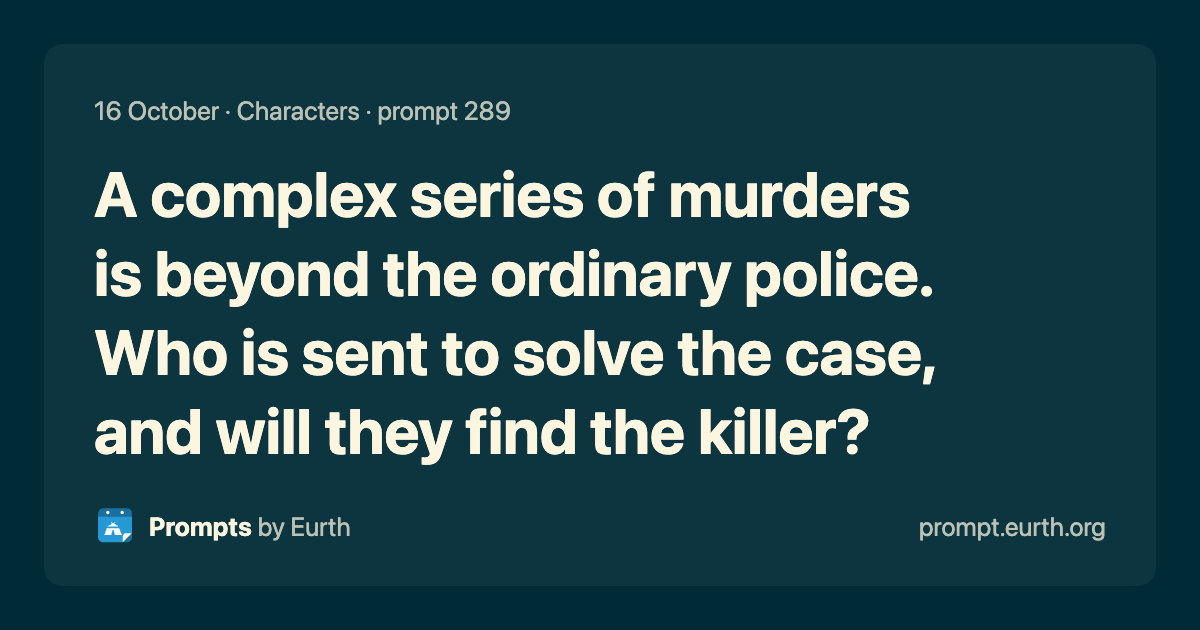 16 October · Characters · prompt 289
A complex series of murders
is beyond the ordinary police.
Who is sent to solve the case,
and will they find the killer?
Prompts by Eurth
prompt.eurth.org